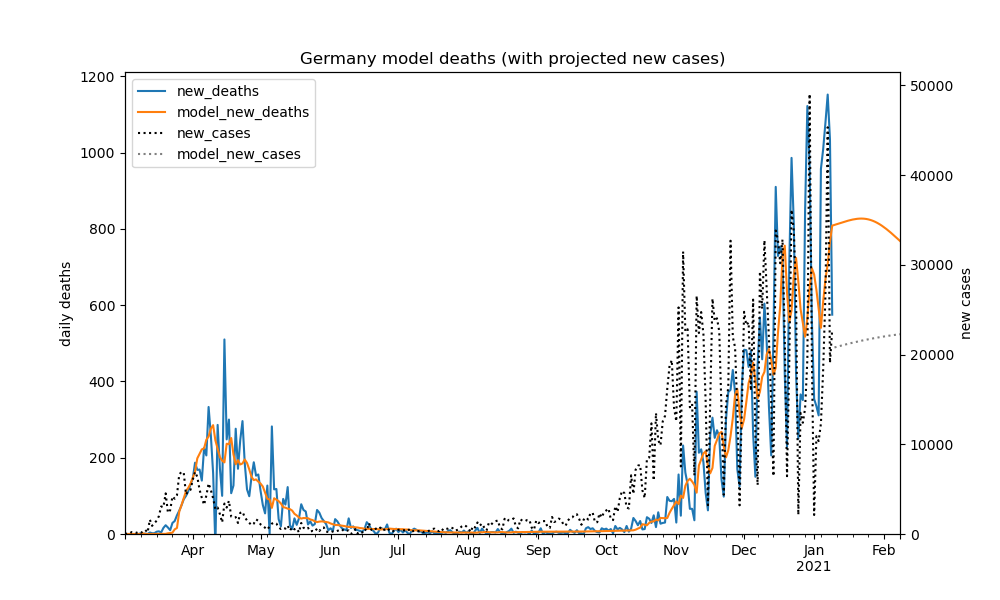 Germany model deaths (with projected new cases)
new_deaths
model_new_deaths
new_cases
model_new_cases
daily deaths
1200
1000
800
600
400
200
0
new cases
50000
40000
30000
20000
10000
0
Apr May Jun Jul Aug Sep Oct Nov Dec Jan Feb
2021